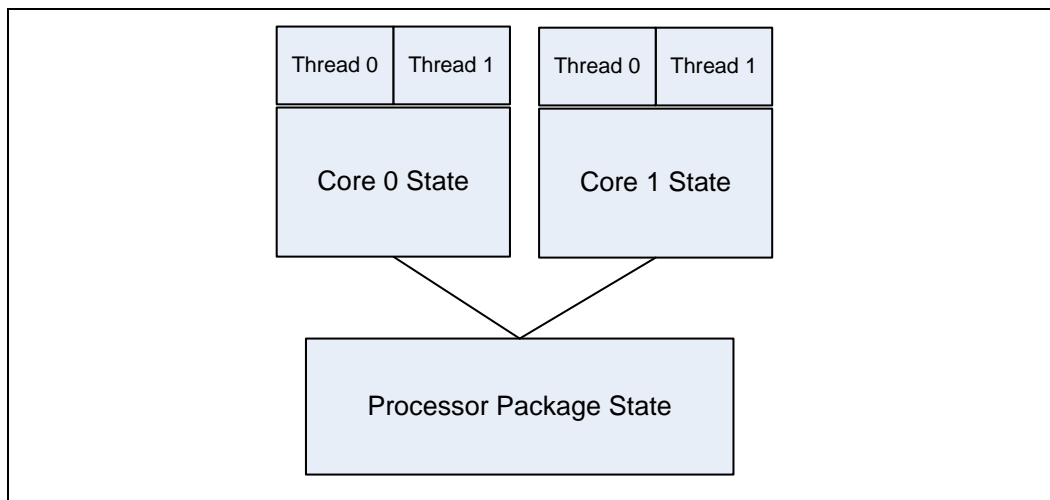 Thread 0 Thread 1 Thread 0 Thread 1
Core 0 State Core 1 State
Processor Package State